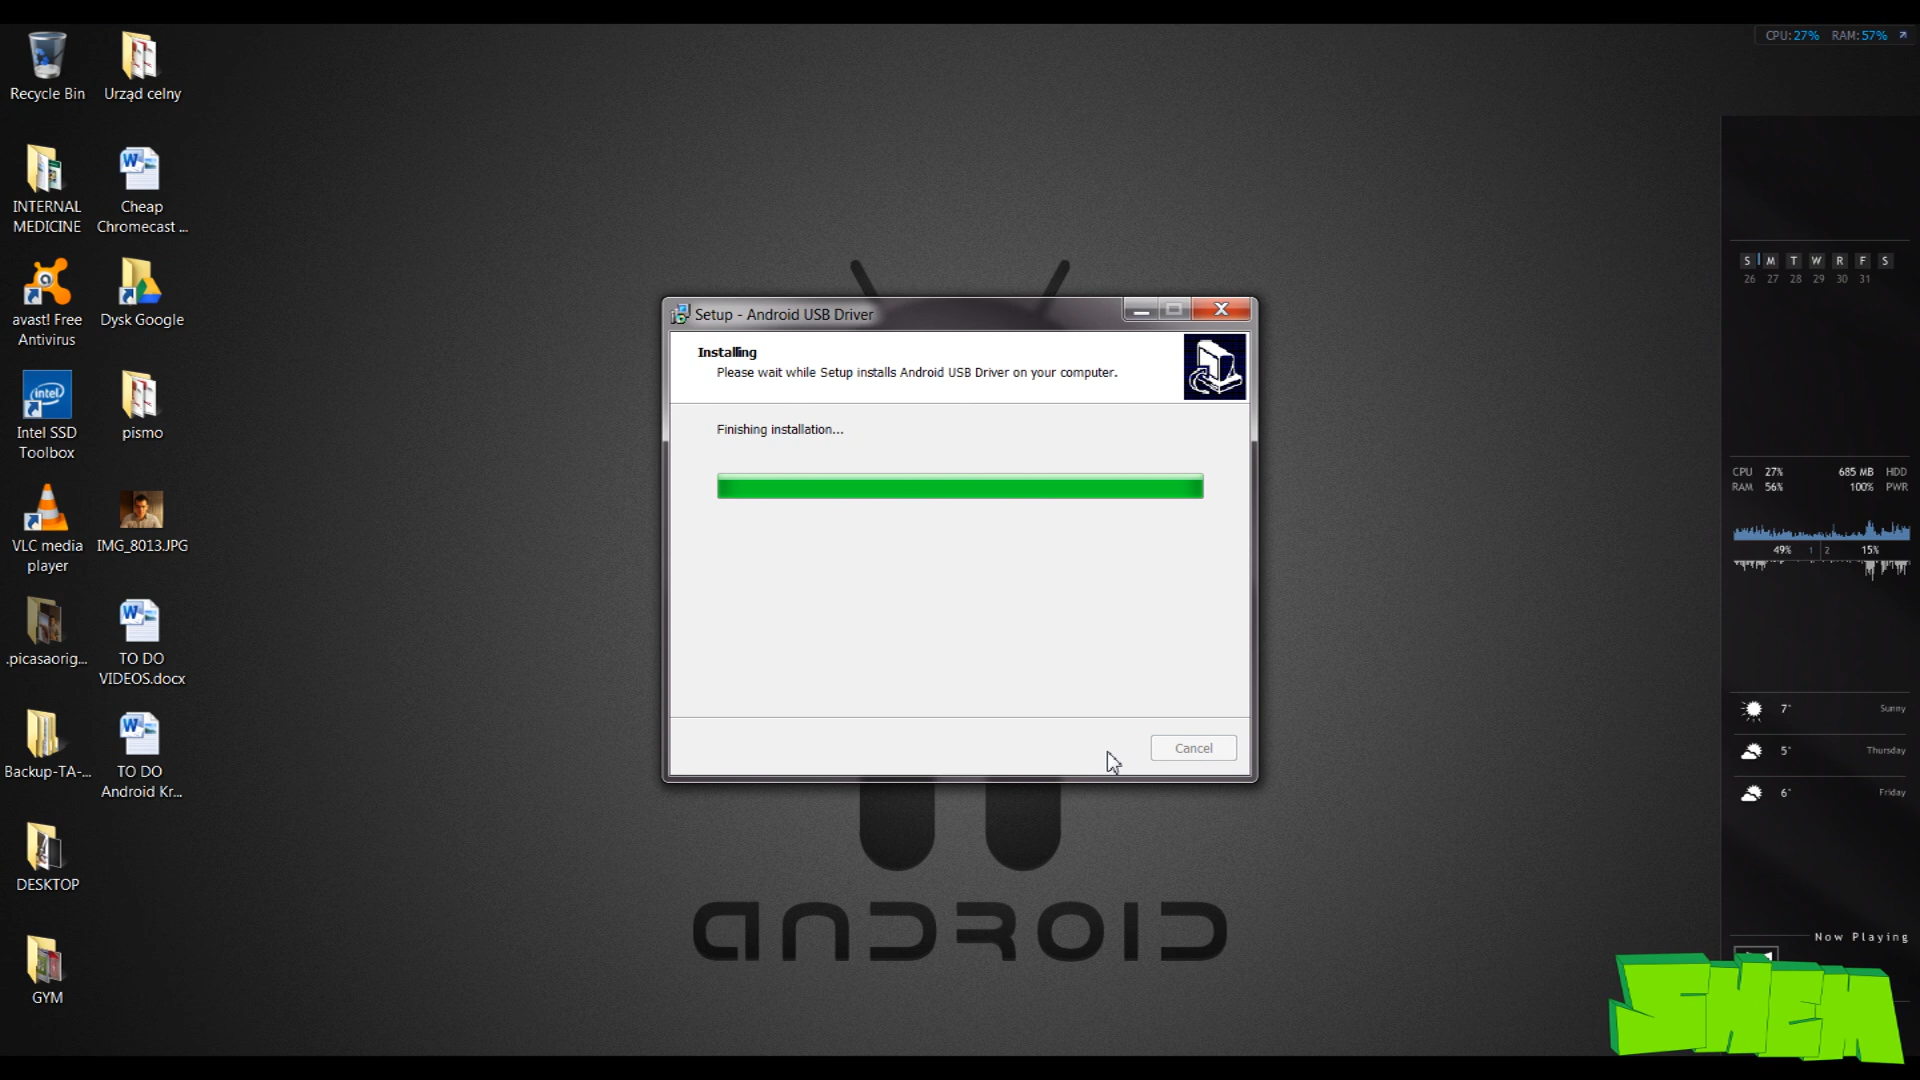 CPU: 27% RAM: 57%
Recycle Bin
Urząd celny
INTERNAL
MEDICINE
Cheap
Chromecast ...
avast! Free
Antivirus
Dysk Google
Intel SSD
Toolbox
pismo
VLC media
player
IMG_8013.JPG
.picasaorig...
TO DO
VIDEOS.docx
Backup-TA-...
TO DO
Android Kr...
DESKTOP
GYM
intel
Setup - Android USB Driver
Installing
Please wait while Setup installs Android USB Driver on your computer.
Finishing installation...
Cancel
ANDROID
S M T W R F S
26 27 28 29 30 31
CPU 27% 685 MB HDD
RAM 56% 100% PWR
49% 1 2 15%
7° Sunny
5° Thursday
6° Friday
Now Playing